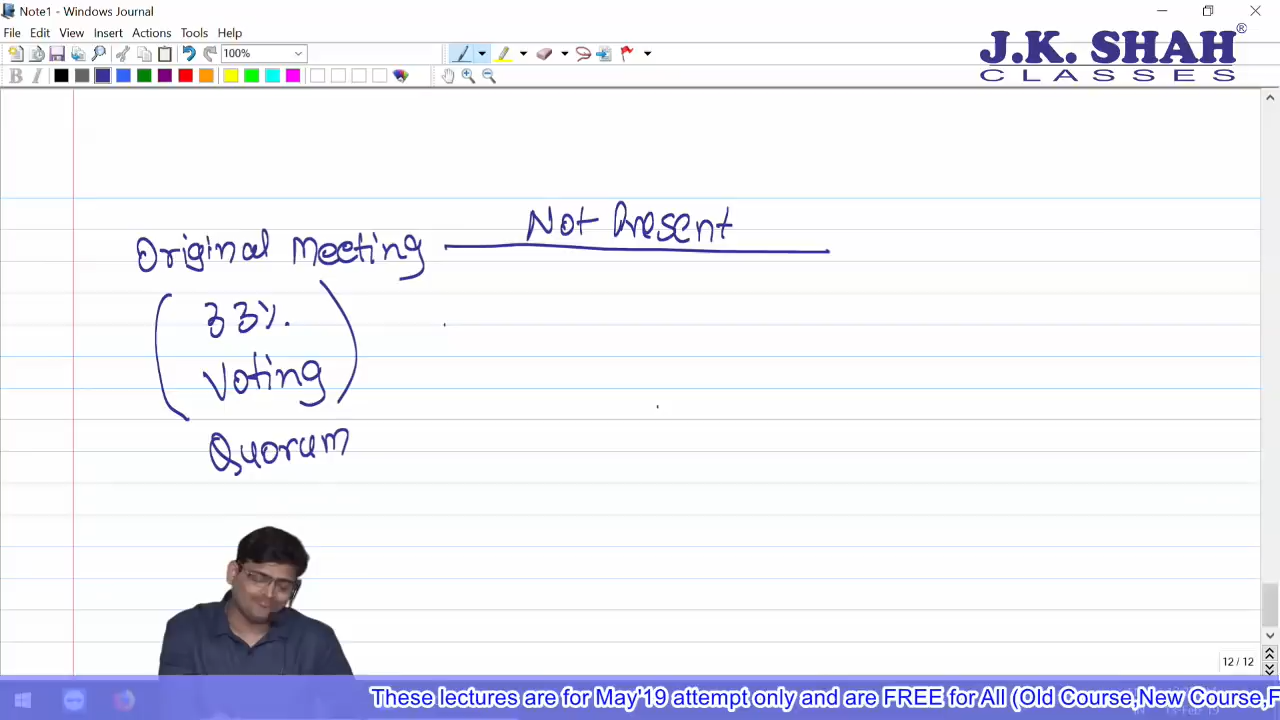 Note1 - Windows Journal
File Edit View Insert Actions Tools Help
100%
J.K. SHAH®
CLASSES
Not Present
Original Meeting
33%.
Voting
Quorum
12 / 12
These lectures are for May'19 attempt only and are FREE for All (Old Course,New Course,F